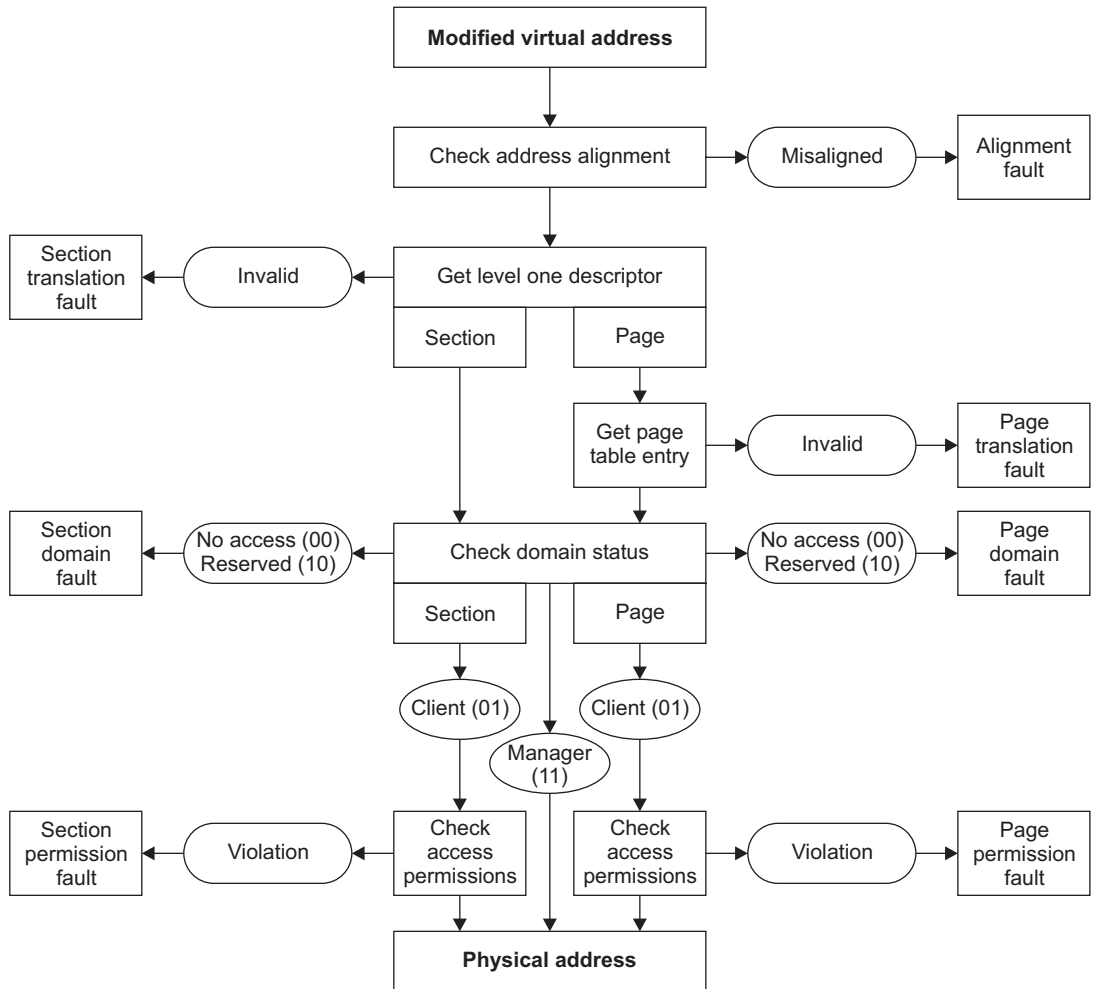 Modified virtual address
Check address alignment
Misaligned
Alignment
fault
Section
translation
fault
Invalid
Get level one descriptor
Section
Page
Get page
table entry
Invalid
Page
translation
fault
Section
domain
fault
No access (00)
Reserved (10)
Check domain status
No access (00)
Reserved (10)
Page
domain
fault
Section
Page
Client (01)
Client (01)
Manager
(11)
Section
permission
fault
Violation
Check
access
permissions
Check
access
permissions
Violation
Page
permission
fault
Physical address